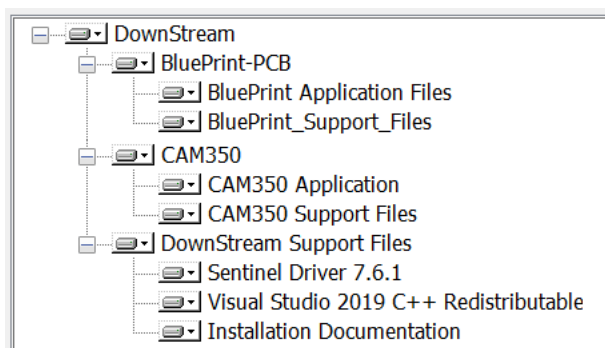 DownStream
BluePrint-PCB
BluePrint Application Files
BluePrint_Support_Files
CAM350
CAM350 Application
CAM350 Support Files
DownStream Support Files
Sentinel Driver 7.6.1
Visual Studio 2019 C++ Redistributable
Installation Documentation